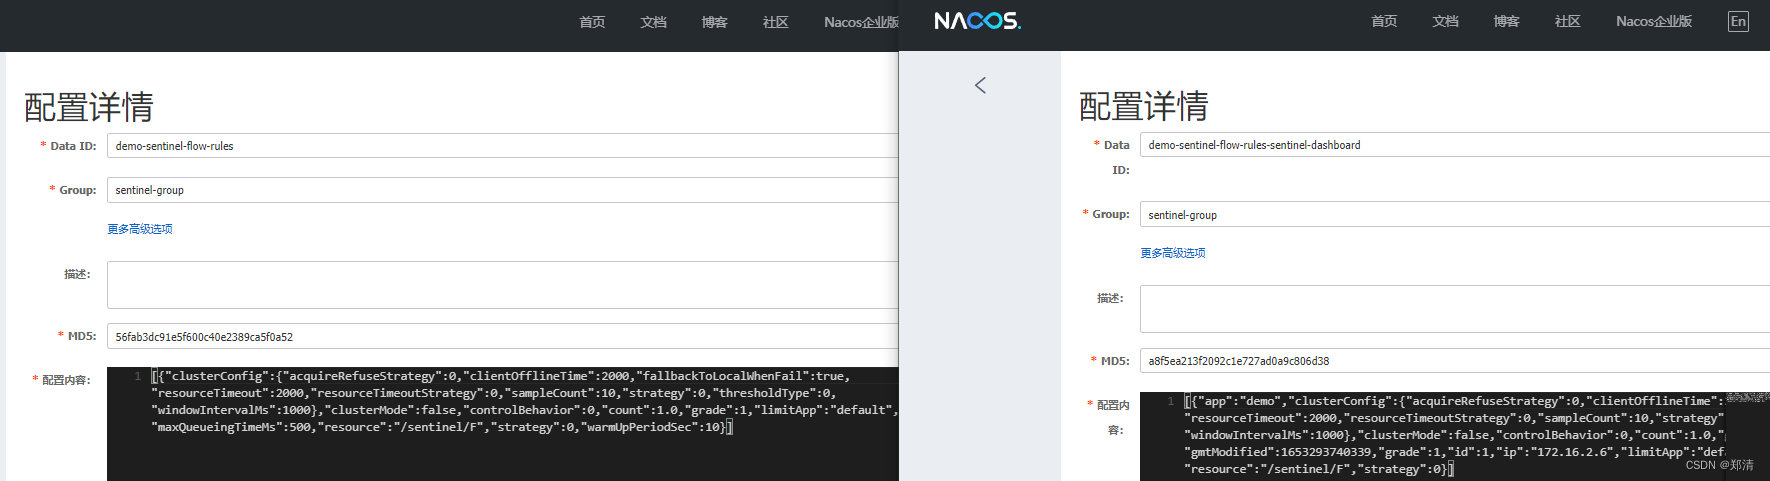 首页 文档 博客 社区 Nacos企业版
配置详情
* Data ID: demo-sentinel-flow-rules
* Group: sentinel-group
更多高级选项
描述:
* MD5: 56fab3dc91e5f600c40e2389ca5f0a52
* 配置内容:
1 [{"clusterConfig":{"acquireRefuseStrategy":0,"clientOfflineTime":2000,"fallbackToLocalWhenFail":true,
"resourceTimeout":2000,"resourceTimeoutStrategy":0,"sampleCount":10,"strategy":0,"thresholdType":0,
"windowIntervalMs":1000},"clusterMode":false,"controlBehavior":0,"count":1.0,"grade":1,"limitApp":"default",
"maxQueueingTimeMs":500,"resource":"/sentinel/F","strategy":0,"warmUpPeriodSec":10}]
NACOS. 首页 文档 博客 社区 Nacos企业版 En
配置详情
* Data demo-sentinel-flow-rules-sentinel-dashboard
ID:
* Group: sentinel-group
更多高级选项
描述:
* MD5: a8f5ea213f2092c1e727ad0a9c806d38
* 配置内
容:
1 [{"app":"demo","clusterConfig":{"acquireRefuseStrategy":0,"clientOfflineTime":
"resourceTimeout":2000,"resourceTimeoutStrategy":0,"sampleCount":10,"strategy"
"windowIntervalMs":1000},"clusterMode":false,"controlBehavior":0,"count":1.0,"
"gmtModified":1653293740339,"grade":1,"id":1,"ip":"172.16.2.6","limitApp":"def
"resource":"/sentinel/F","strategy":0}]
CSDN @郑清